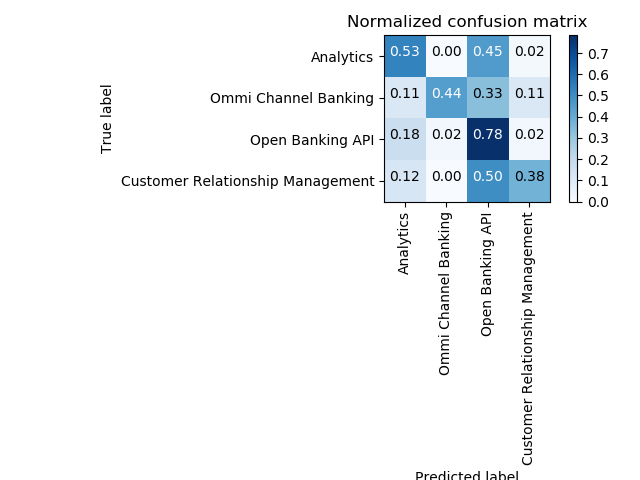 Normalized confusion matrix
True label
Analytics 0.53 0.00 0.45 0.02
Ommi Channel Banking 0.11 0.44 0.33 0.11
Open Banking API 0.18 0.02 0.78 0.02
Customer Relationship Management 0.12 0.00 0.50 0.38
Analytics
Ommi Channel Banking
Open Banking API
Customer Relationship Management
Predicted label
0.7
0.6
0.5
0.4
0.3
0.2
0.1
0.0